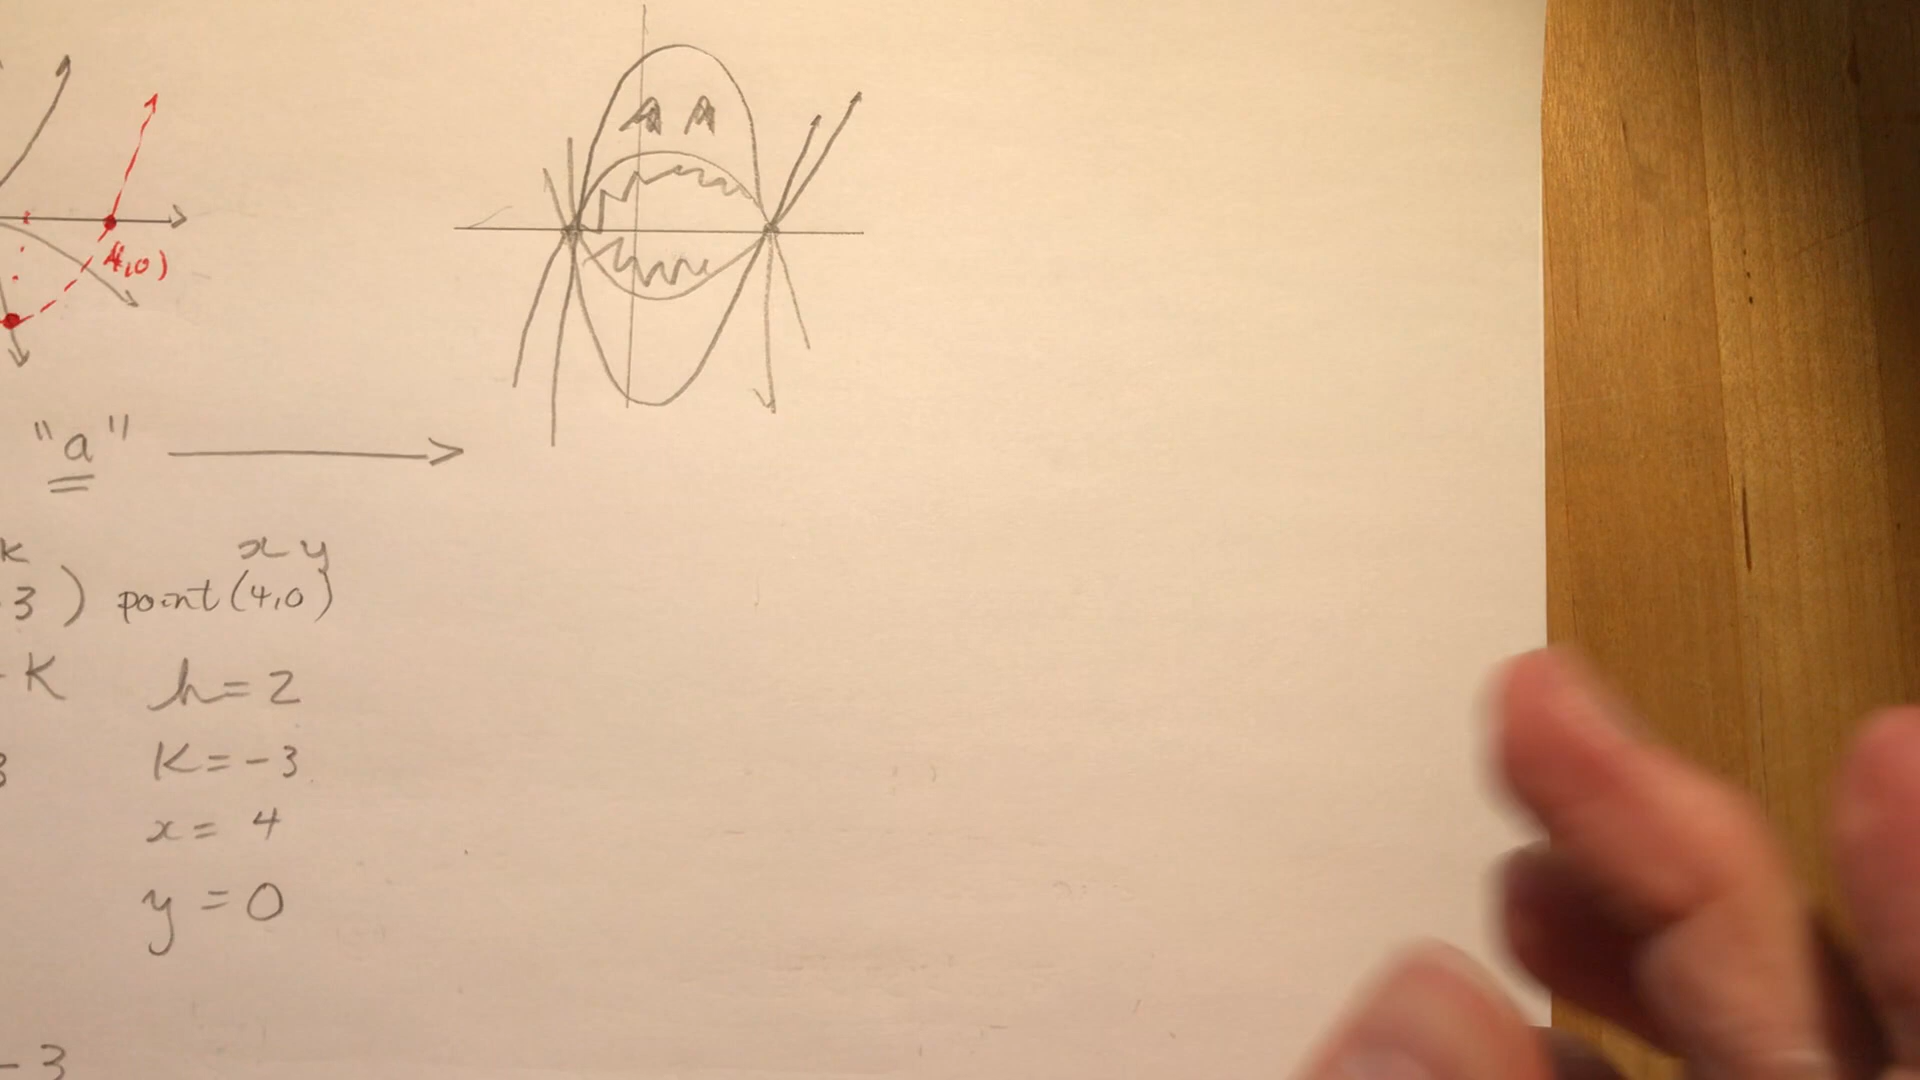 4,0)
"a"
k x y
3) point (4,0)
- K h = 2
K = -3
x = 4
y = 0
- 3